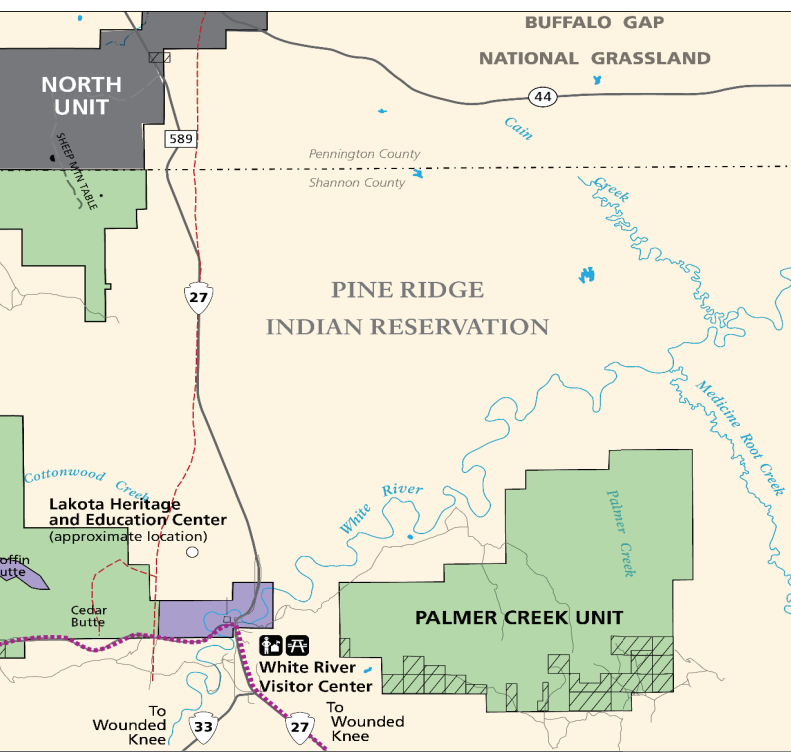 BUFFALO GAP
NATIONAL GRASSLAND
NORTH
UNIT
44
Cain
589
SHEEP MTN TABLE
Pennington County
Shannon County
Creek
27
PINE RIDGE
INDIAN RESERVATION
Medicine Root Creek
Cottonwood Creek
White River
Palmer Creek
Lakota Heritage
and Education Center
(approximate location)
offin
utte
Cedar
Butte
PALMER CREEK UNIT
White River
Visitor Center
To
Wounded
Knee
33
27
To
Wounded
Knee